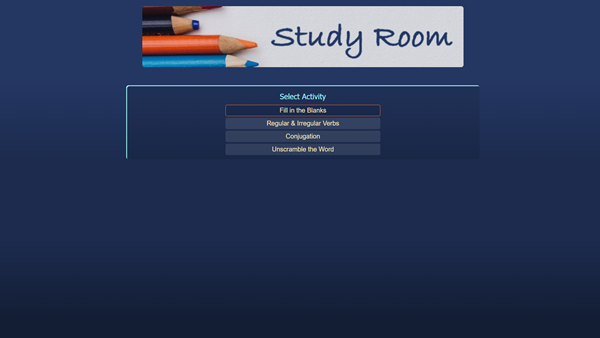 Study Room
Select Activity
Fill in the Blanks
Regular & Irregular Verbs
Conjugation
Unscramble the Word